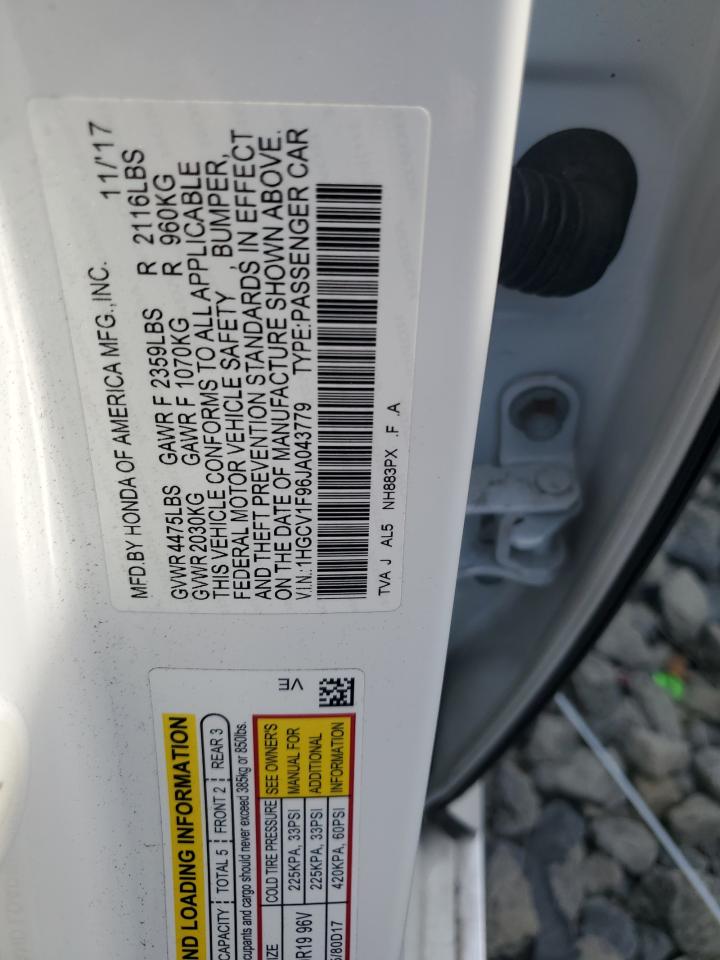 MFD.BY HONDA OF AMERICA MFG.,INC. 11/'17
GVWR 4475LBS GAWR F 2359LBS R 2116LBS
GVWR 2030KG GAWR F 1070KG R 960KG
THIS VEHICLE CONFORMS TO ALL APPLICABLE
FEDERAL MOTOR VEHICLE SAFETY, BUMPER,
AND THEFT PREVENTION STANDARDS IN EFFECT
ON THE DATE OF MANUFACTURE SHOWN ABOVE.
V.I.N.:1HGCV1F96JA043779 TYPE:PASSENGER CAR
TVA J AL5 NH883PX .F .A
VE
ND LOADING INFORMATION
CAPACITY TOTAL 5 FRONT 2 REAR 3
cupants and cargo should never exceed 385kg or 850lbs.
IZE COLD TIRE PRESSURE SEE OWNER'S
R19 96V 225KPA, 33PSI MANUAL FOR
225KPA, 33PSI ADDITIONAL
/80D17 420KPA, 60PSI INFORMATION